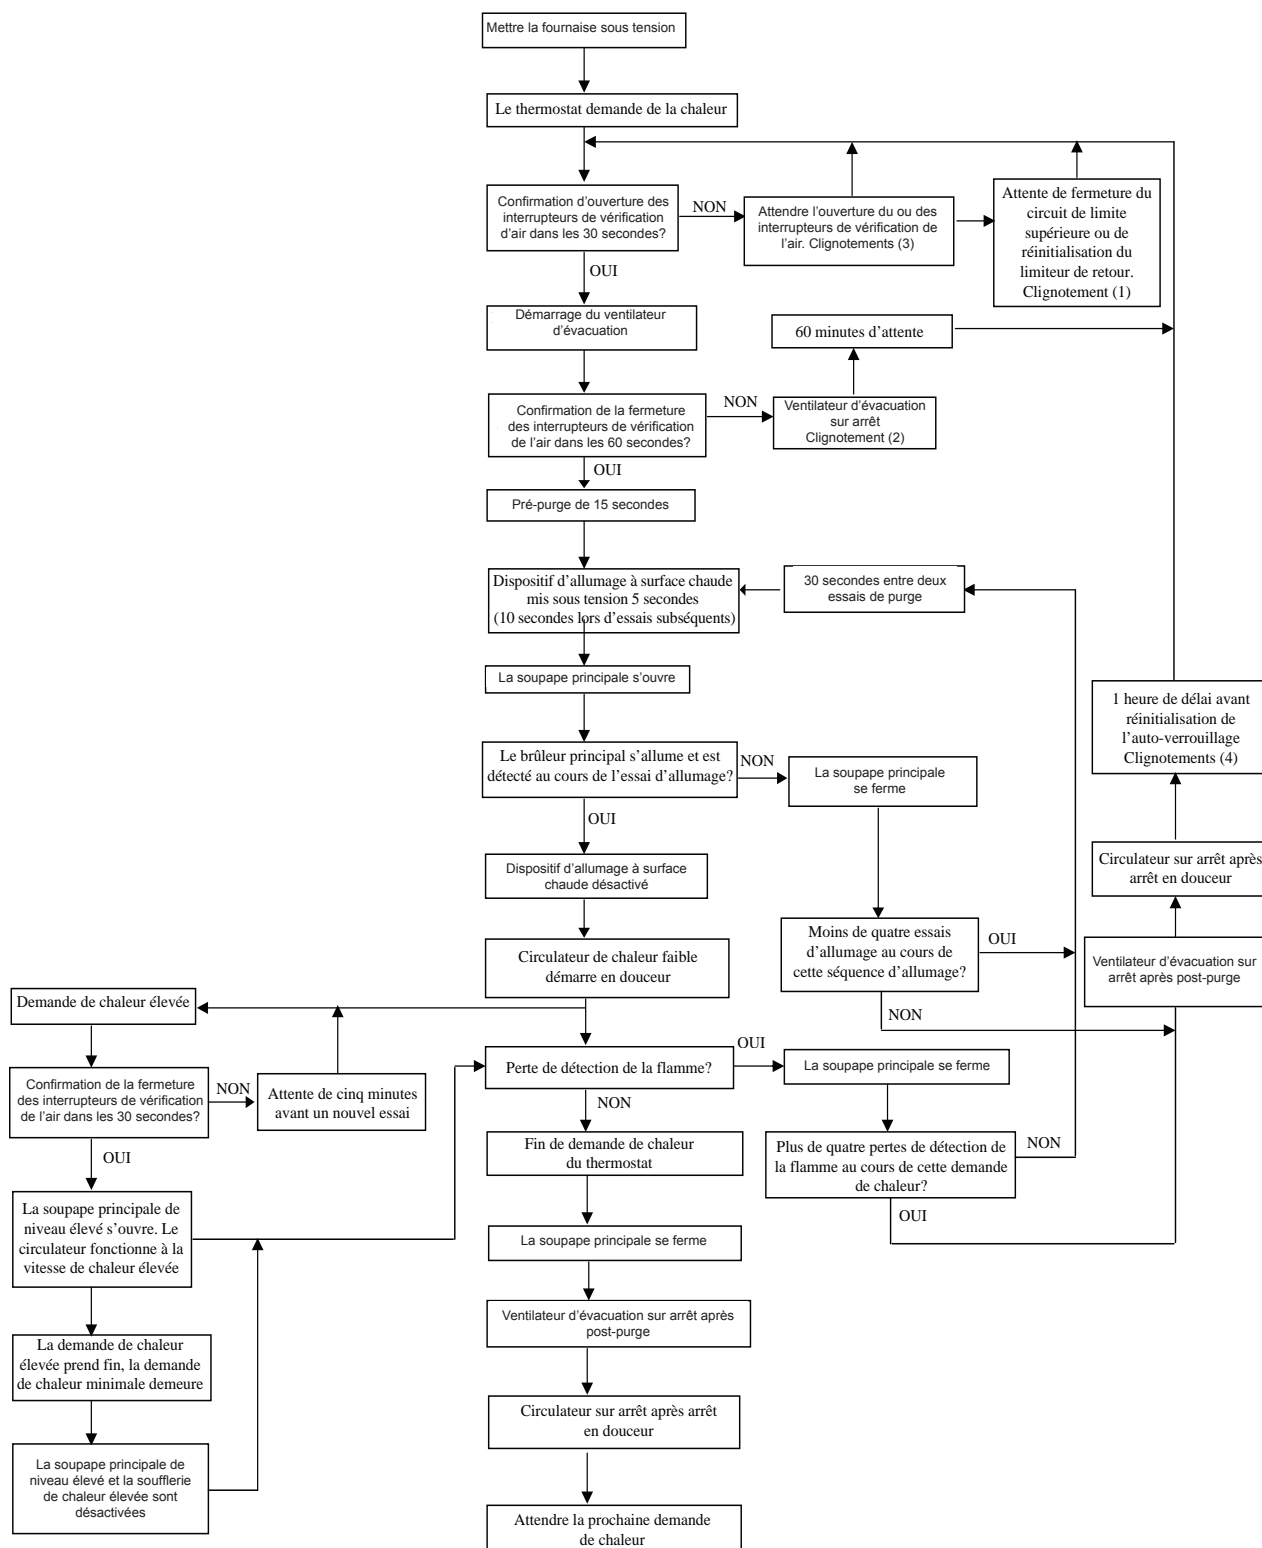 Mettre la fournaise sous tension
Le thermostat demande de la chaleur
Confirmation d'ouverture des
interrupteurs de vérification
d'air dans les 30 secondes?
NON
Attendre l'ouverture du ou des
interrupteurs de vérification de
l'air. Clignotements (3)
Attente de fermeture du
circuit de limite
supérieure ou de
réinitialisation du
limiteur de retour.
Clignotement (1)
OUI
Démarrage du ventilateur
d'évacuation
60 minutes d'attente
Confirmation de la fermeture
des interrupteurs de vérification
de l'air dans les 60 secondes?
NON
Ventilateur d'évacuation
sur arrêt
Clignotement (2)
OUI
Pré-purge de 15 secondes
Dispositif d'allumage à surface chaude
mis sous tension 5 secondes
(10 secondes lors d'essais subséquents)
30 secondes entre deux
essais de purge
La soupape principale s'ouvre
1 heure de délai avant
réinitialisation de
l'auto-verrouillage
Clignotements (4)
Le brûleur principal s'allume et est
détecté au cours de l'essai d'allumage?
NON
La soupape principale
se ferme
OUI
Dispositif d'allumage à surface
chaude désactivé
Circulateur sur arrêt après
arrêt en douceur
Moins de quatre essais
d'allumage au cours de
cette séquence d'allumage?
OUI
Circulateur de chaleur faible
démarre en douceur
Ventilateur d'évacuation sur
arrêt après post-purge
Demande de chaleur élevée
NON
Perte de détection de la flamme?
OUI
La soupape principale se ferme
Confirmation de la fermeture
des interrupteurs de vérification
de l'air dans les 30 secondes?
NON
Attente de cinq minutes
avant un nouvel essai
NON
Fin de demande de chaleur
du thermostat
Plus de quatre pertes de détection de
la flamme au cours de cette demande
de chaleur?
NON
OUI
OUI
La soupape principale de
niveau élevé s'ouvre. Le
circulateur fonctionne à la
vitesse de chaleur élevée
La soupape principale se ferme
Ventilateur d'évacuation sur arrêt après
post-purge
La demande de chaleur
élevée prend fin, la demande
de chaleur minimale demeure
Circulateur sur arrêt après arrêt
en douceur
La soupape principale de
niveau élevé et la soufflerie
de chaleur élevée sont
désactivées
Attendre la prochaine demande
de chaleur